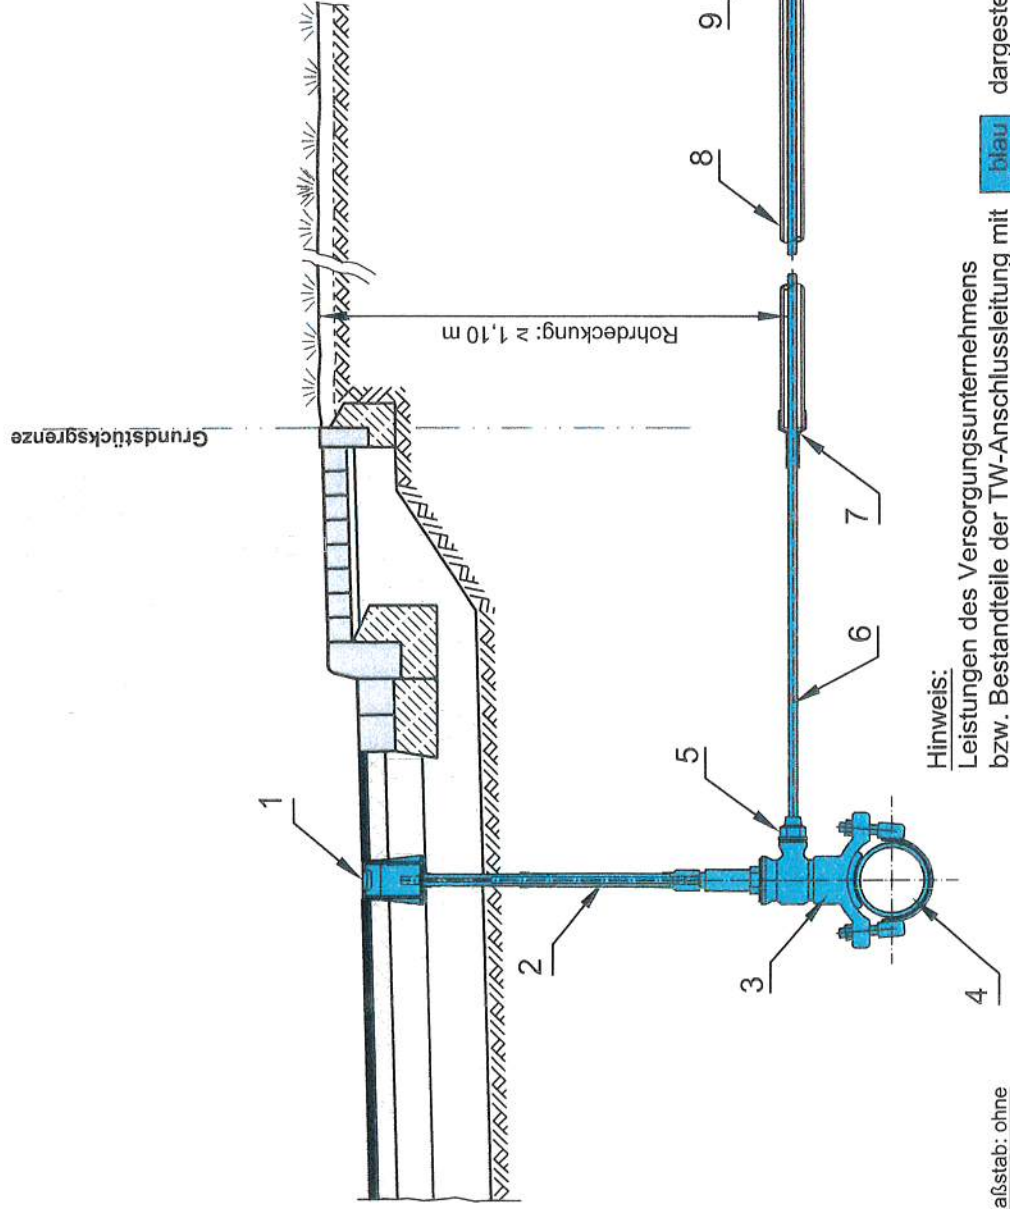 Grundstücksgrenze
Rohrdeckung: ≥ 1,10 m
1
2
3
4
5
6
7
8
9
Hinweis:
Leistungen des Versorgungsunternehmens
bzw. Bestandteile der TW-Anschlussleitung mit blau dargeste
aßstab: ohne